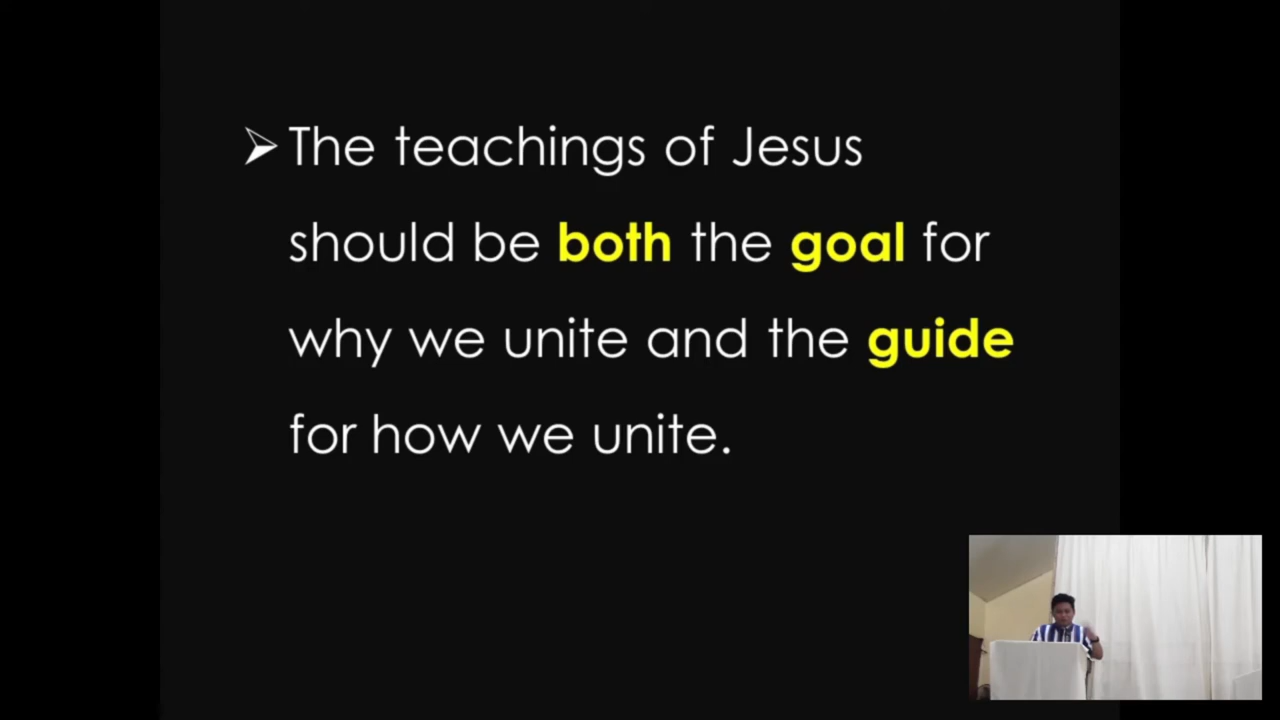 The teachings of Jesus
should be both the goal for
why we unite and the guide
for how we unite.